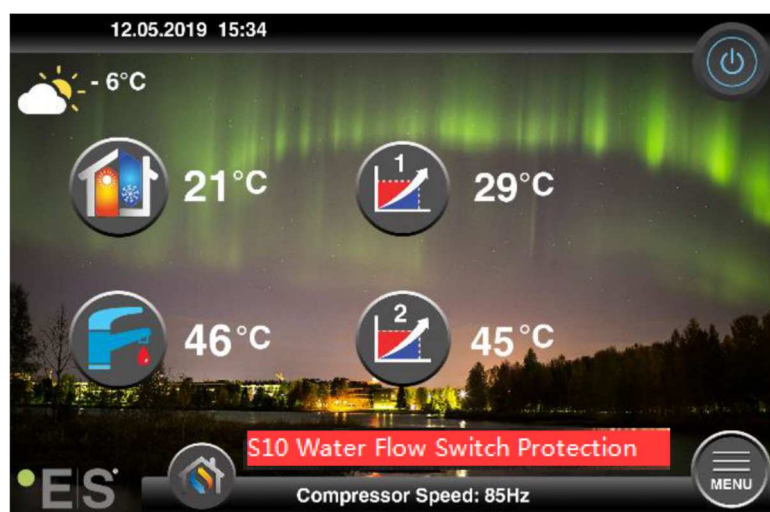 12.05.2019 15:34
- 6°C
21°C
1
29°C
46°C
2
45°C
S10 Water Flow Switch Protection
•E|S
Compressor Speed: 85Hz
MENU